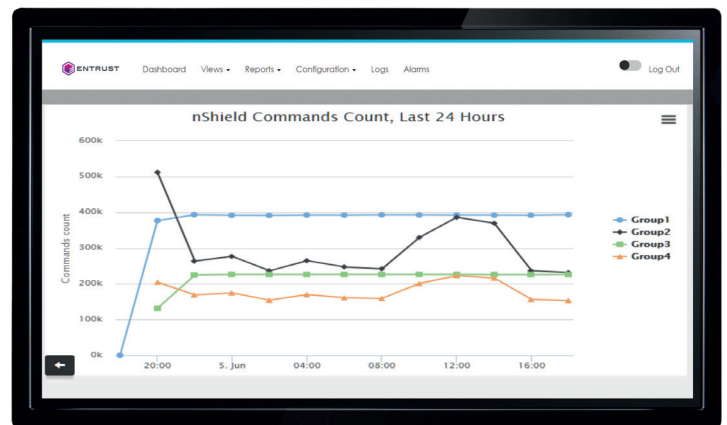 ENTRUST
Dashboard Views Reports Configuration Logs Alarms Log Out
nShield Commands Count, Last 24 Hours
Commands count
600k
500k
400k
300k
200k
100k
0k
20:00 5. Jun 04:00 08:00 12:00 16:00
Group1
Group2
Group3
Group4